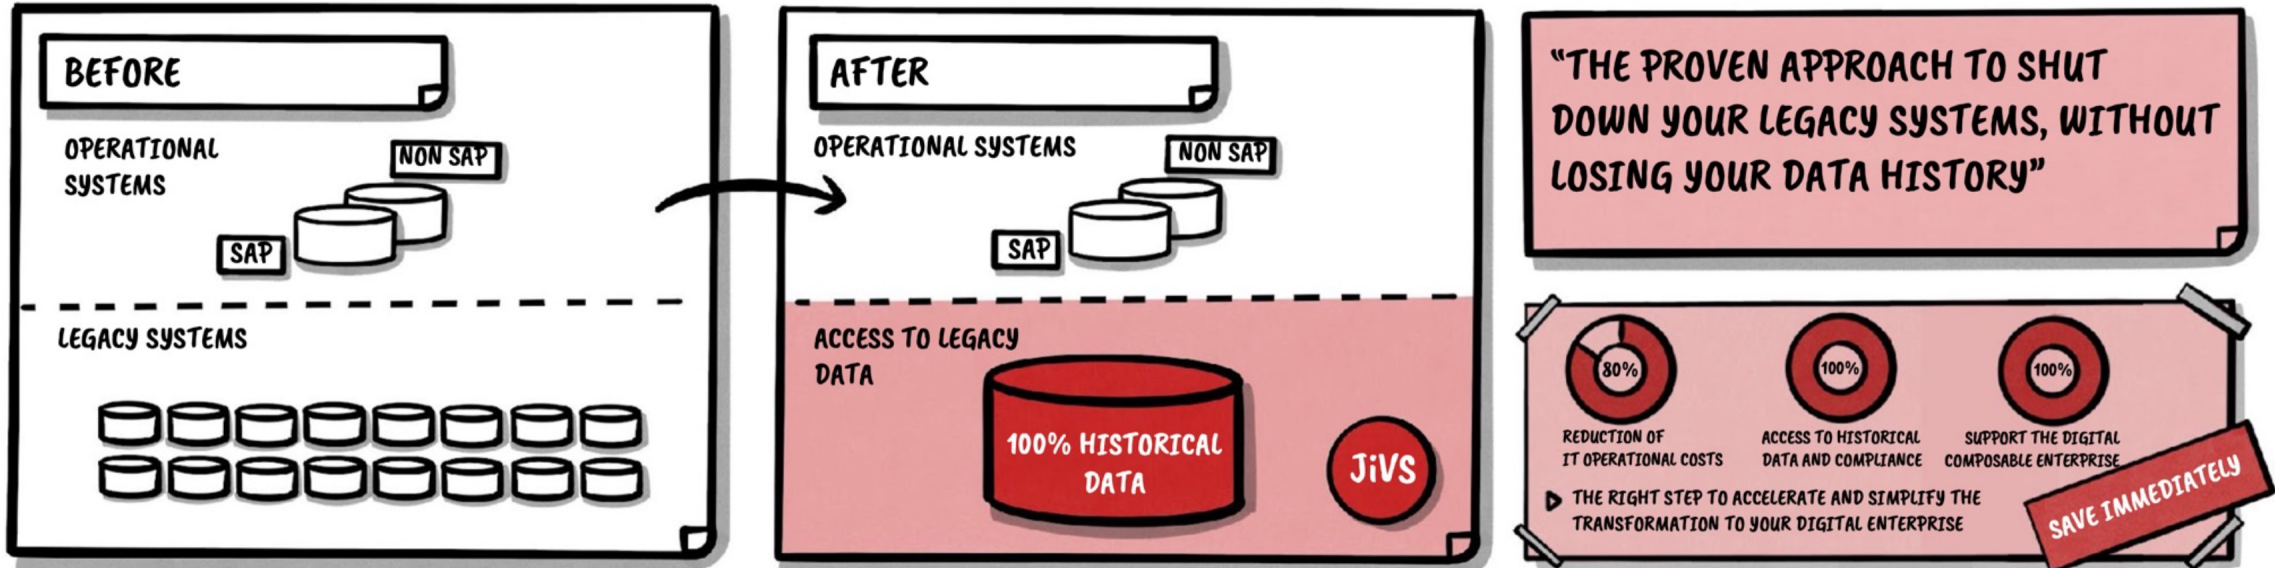 BEFORE
OPERATIONAL
SYSTEMS
NON SAP
SAP
LEGACY SYSTEMS
AFTER
OPERATIONAL SYSTEMS
NON SAP
SAP
ACCESS TO LEGACY
DATA
100% HISTORICAL
DATA
JiVS
“THE PROVEN APPROACH TO SHUT
DOWN YOUR LEGACY SYSTEMS, WITHOUT
LOSING YOUR DATA HISTORY”
80%
REDUCTION OF
IT OPERATIONAL COSTS
100%
ACCESS TO HISTORICAL
DATA AND COMPLIANCE
100%
SUPPORT THE DIGITAL
COMPOSABLE ENTERPRISE
THE RIGHT STEP TO ACCELERATE AND SIMPLIFY THE
TRANSFORMATION TO YOUR DIGITAL ENTERPRISE
SAVE IMMEDIATELY